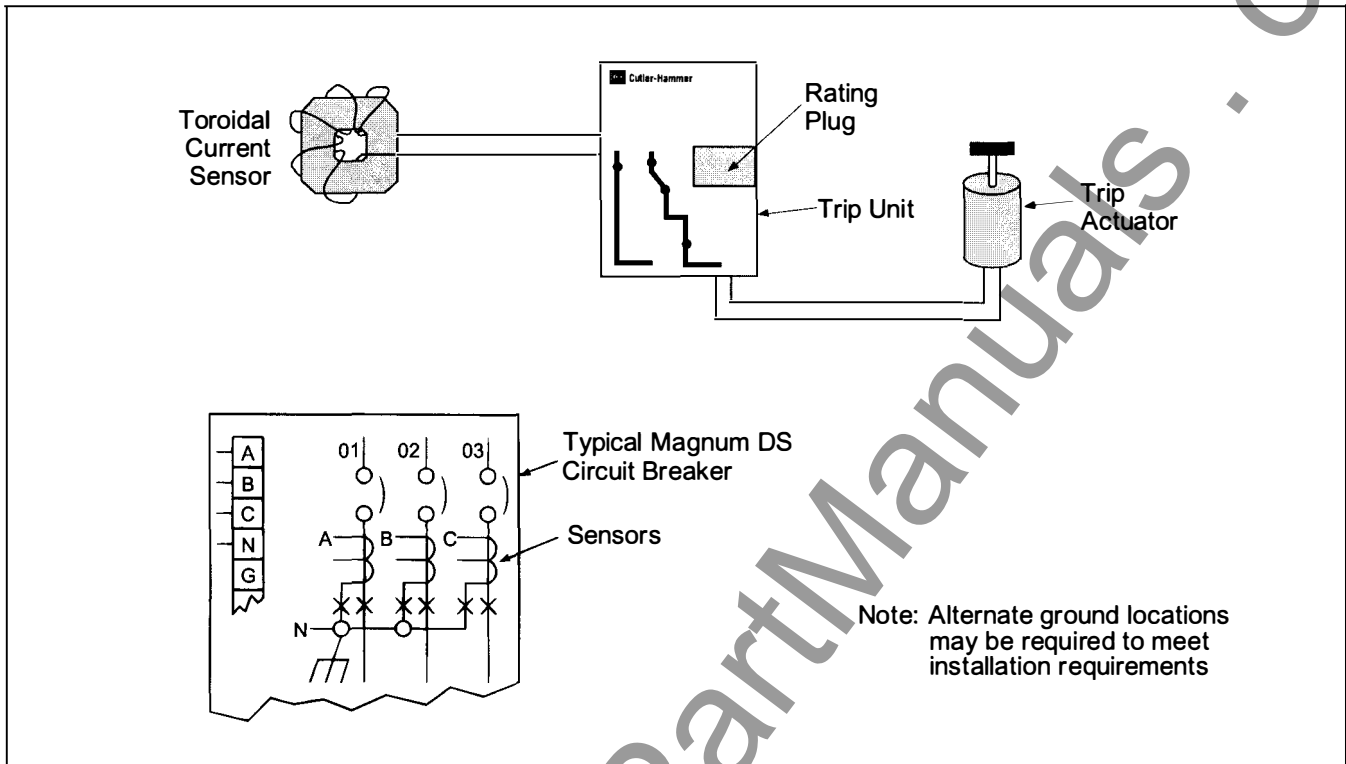 Cutler-Hammer
Toroidal
Current
Sensor
Rating
Plug
Trip Unit
Trip
Actuator
A
B
C
N
G
01
02
03
A
B
C
N
Typical Magnum DS
Circuit Breaker
Sensors
Note: Alternate ground locations
may be required to meet
installation requirements
PartManuals . c